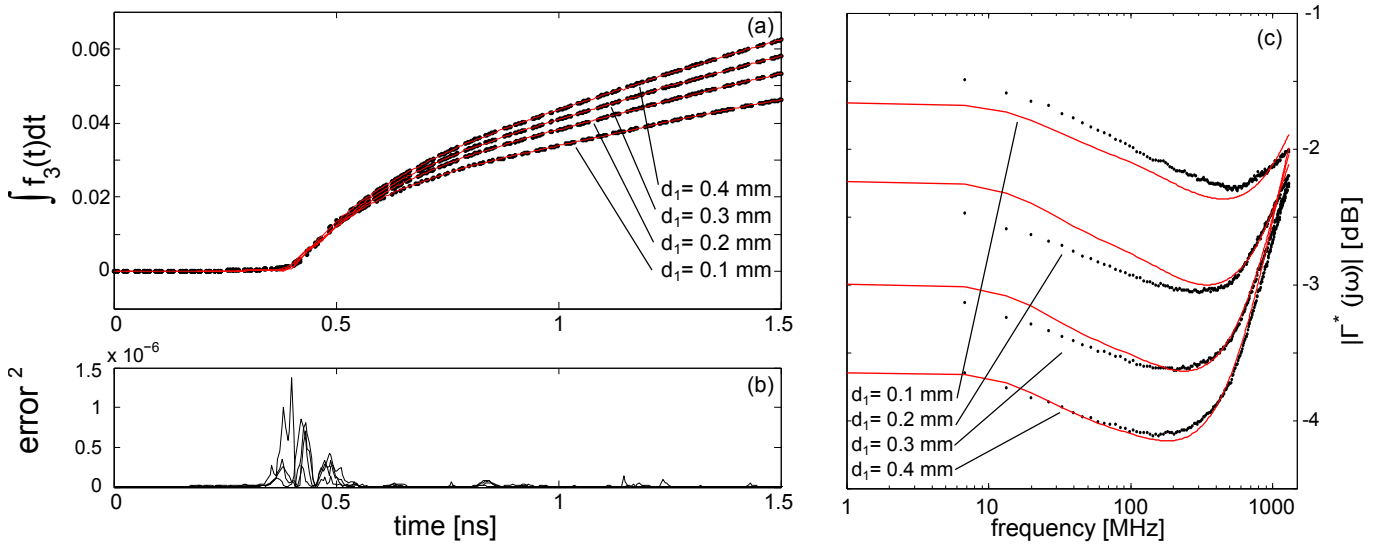 (a)
0.06
0.04
0.02
0
∫ f₃(t)dt
d₁= 0.4 mm
d₁= 0.3 mm
d₁= 0.2 mm
d₁= 0.1 mm
0 0.5 1 1.5
x 10⁻⁶
(b)
1.5
1
0.5
0
error ²
0 0.5 1 1.5
time [ns]
(c)
-1
-2
-3
-4
|Γ* (jω)| [dB]
d₁= 0.1 mm
d₁= 0.2 mm
d₁= 0.3 mm
d₁= 0.4 mm
1 10 100 1000
frequency [MHz]